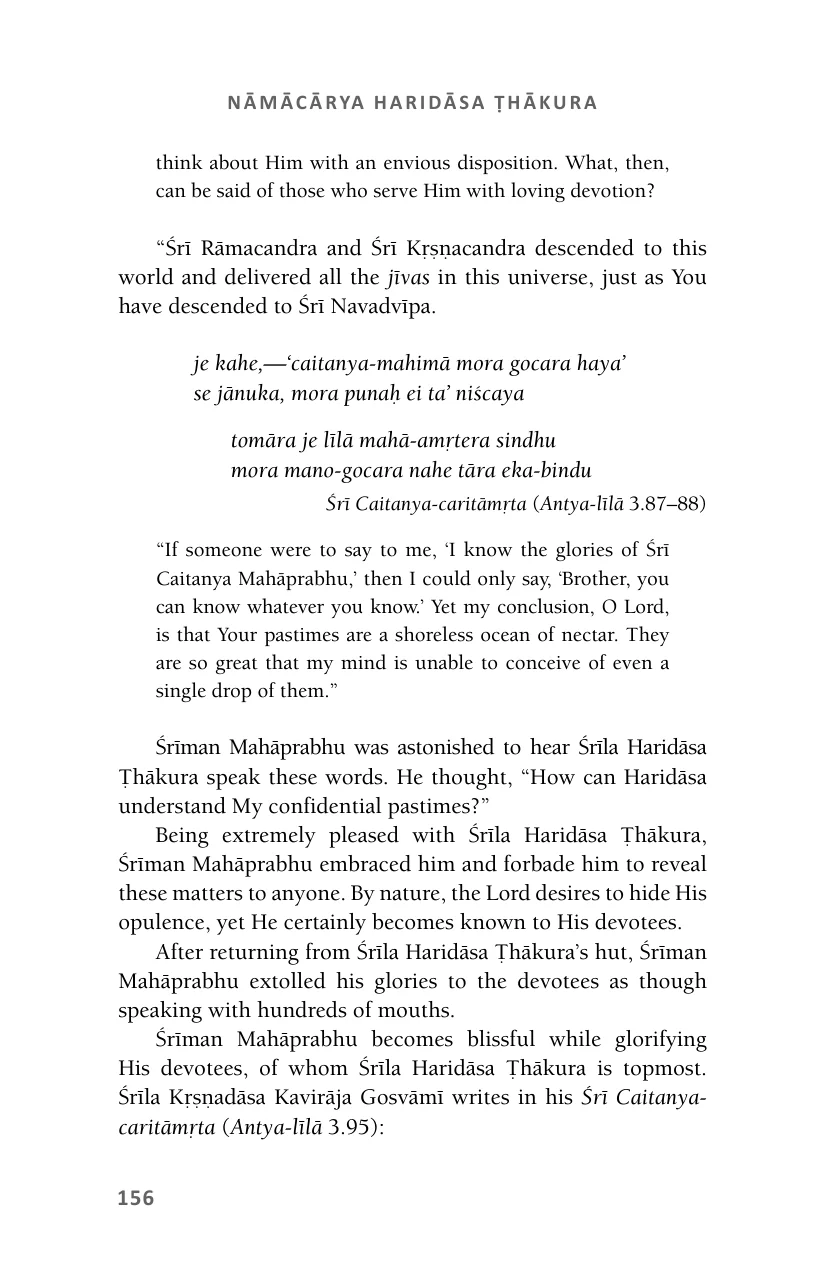 NĀMĀCĀRYA HARIDĀSA ṬHĀKURA
think about Him with an envious disposition. What, then,
can be said of those who serve Him with loving devotion?
“Śrī Rāmacandra and Śrī Kṛṣṇacandra descended to this
world and delivered all the jīvas in this universe, just as You
have descended to Śrī Navadvīpa.
je kahe,—‘caitanya-mahimā mora gocara haya’
se jānuka, mora punaḥ ei ta’ niścaya
tomāra je līlā mahā-amṛtera sindhu
mora mano-gocara nahe tāra eka-bindu
Śrī Caitanya-caritāmṛta (Antya-līlā 3.87–88)
“If someone were to say to me, ‘I know the glories of Śrī
Caitanya Mahāprabhu,’ then I could only say, ‘Brother, you
can know whatever you know.’ Yet my conclusion, O Lord,
is that Your pastimes are a shoreless ocean of nectar. They
are so great that my mind is unable to conceive of even a
single drop of them.”
Śrīman Mahāprabhu was astonished to hear Śrīla Haridāsa
Ṭhākura speak these words. He thought, “How can Haridāsa
understand My confidential pastimes?”
Being extremely pleased with Śrīla Haridāsa Ṭhākura,
Śrīman Mahāprabhu embraced him and forbade him to reveal
these matters to anyone. By nature, the Lord desires to hide His
opulence, yet He certainly becomes known to His devotees.
After returning from Śrīla Haridāsa Ṭhākura’s hut, Śrīman
Mahāprabhu extolled his glories to the devotees as though
speaking with hundreds of mouths.
Śrīman Mahāprabhu becomes blissful while glorifying
His devotees, of whom Śrīla Haridāsa Ṭhākura is topmost.
Śrīla Kṛṣṇadāsa Kavirāja Gosvāmī writes in his Śrī Caitanya-
caritāmṛta (Antya-līlā 3.95):
156